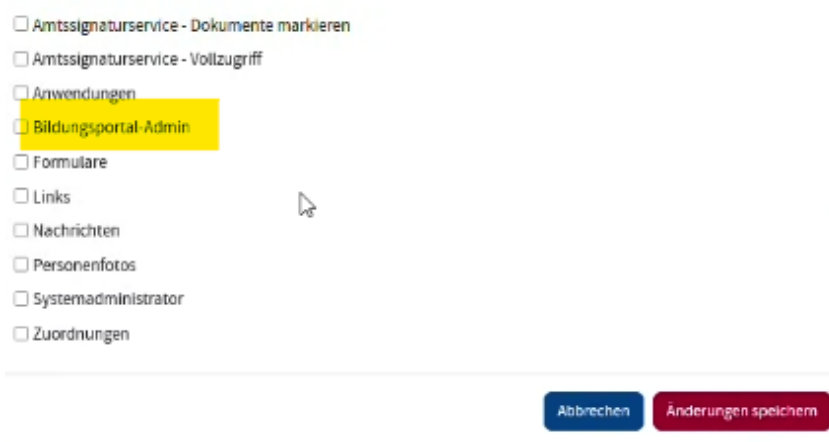 Amtssignaturservice - Dokumente markieren
Amtssignaturservice - Vollzugriff
Anwendungen
Bildungsportal-Admin
Formulare
Links
Nachrichten
Personenfotos
Systemadministrator
Zuordnungen
Abbrechen Änderungen speichern